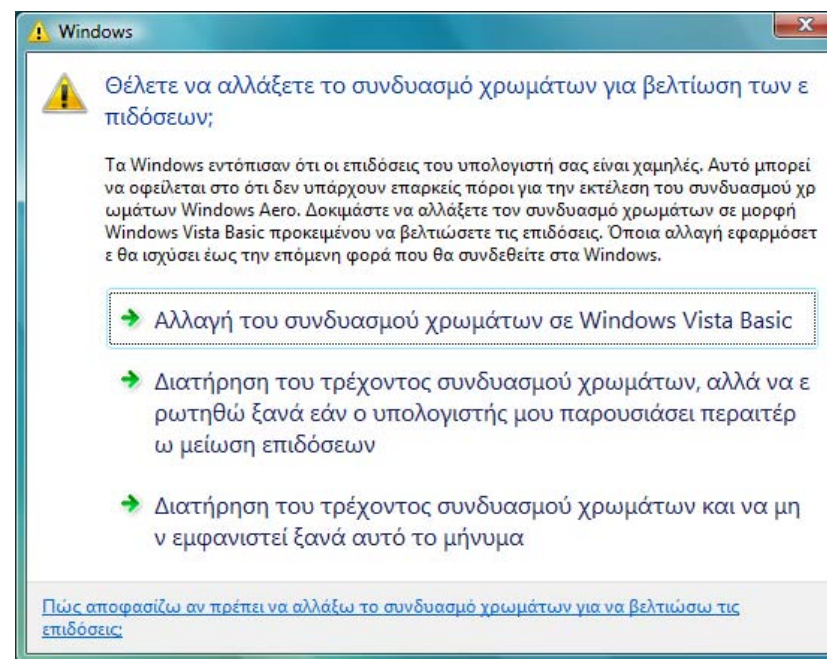 Windows
Θέλετε να αλλάξετε το συνδυασμό χρωμάτων για βελτίωση των ε
πιδόσεων;
Τα Windows εντόπισαν ότι οι επιδόσεις του υπολογιστή σας είναι χαμηλές. Αυτό μπορεί
να οφείλεται στο ότι δεν υπάρχουν επαρκείς πόροι για την εκτέλεση του συνδυασμού χρ
ωμάτων Windows Aero. Δοκιμάστε να αλλάξετε τον συνδυασμό χρωμάτων σε μορφή
Windows Vista Basic προκειμένου να βελτιώσετε τις επιδόσεις. Όποια αλλαγή εφαρμόσετ
ε θα ισχύσει έως την επόμενη φορά που θα συνδεθείτε στα Windows.
Αλλαγή του συνδυασμού χρωμάτων σε Windows Vista Basic
Διατήρηση του τρέχοντος συνδυασμού χρωμάτων, αλλά να ε
ρωτηθώ ξανά εάν ο υπολογιστής μου παρουσιάσει περαιτέρ
ω μείωση επιδόσεων
Διατήρηση του τρέχοντος συνδυασμού χρωμάτων και να μη
ν εμφανιστεί ξανά αυτό το μήνυμα
Πώς αποφασίζω αν πρέπει να αλλάξω το συνδυασμό χρωμάτων για να βελτιώσω τις
επιδόσεις;